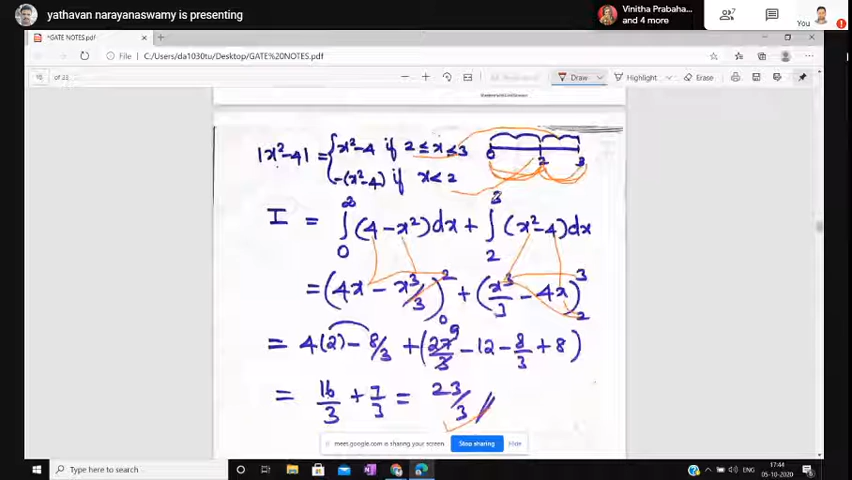 yathavan narayanaswamy is presenting
Vinitha Prabaha...
and 4 more
7
You
*GATE NOTES.pdf
File | C:/Users/da1030tu/Desktop/GATE%20NOTES.pdf
of 23
Draw
Highlight
Erase
|x²-4| = { x²-4 if 2 ≤ x ≤ 3
-(x²-4) if x < 2
0 2 3
I = ∫₀² (4-x²)dx + ∫₂³ (x²-4)dx
= (4x - x³/3)₀² + (x³/3 - 4x)₂³
= 4(2) - 8/3 + (27/3 9 - 12 - 8/3 + 8)
= 16/3 + 7/3 = 23/3 //
meet.google.com is sharing your screen.
Stop sharing
Hide
Type here to search
17:44
05-10-2020